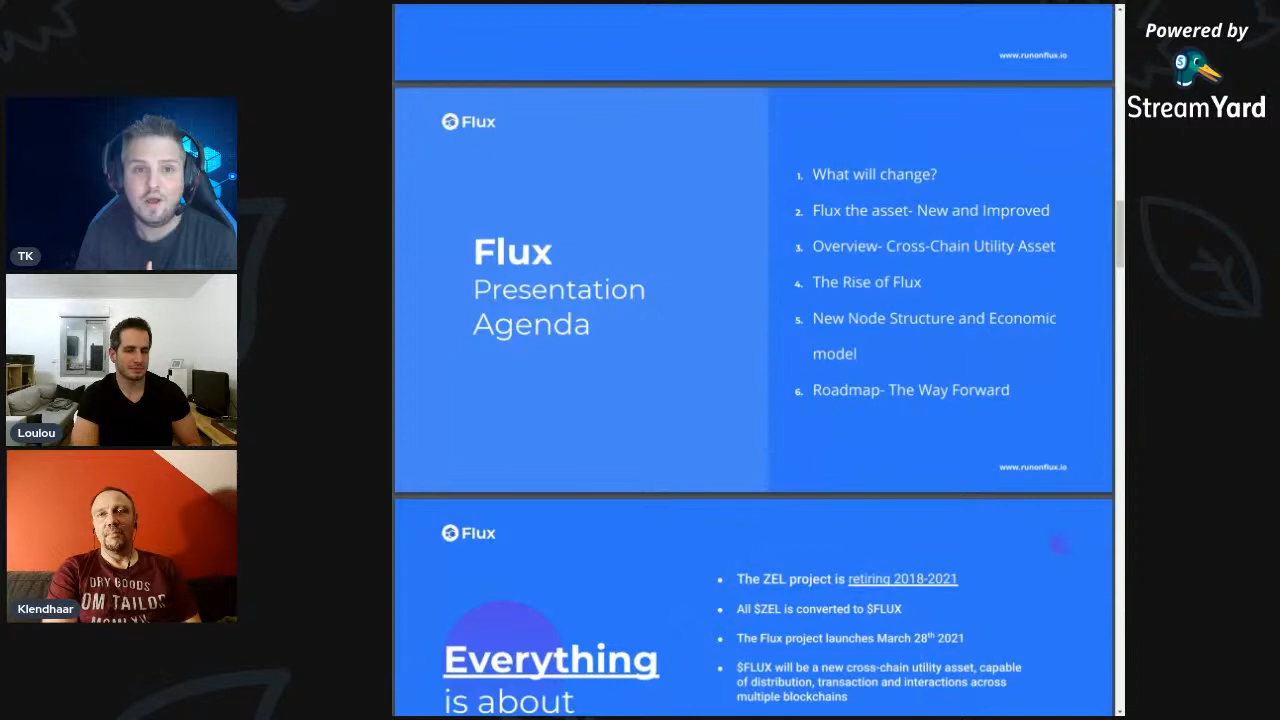 www.runonflux.io
Powered by
StreamYard
Flux
Flux
Presentation
Agenda
1. What will change?
2. Flux the asset- New and Improved
3. Overview- Cross-Chain Utility Asset
4. The Rise of Flux
5. New Node Structure and Economic
model
6. Roadmap- The Way Forward
www.runonflux.io
TK
Loulou
DRY GOODS
OM TAILOR
Klendhaar
Flux
Everything
is about
• The ZEL project is retiring 2018-2021
• All $ZEL is converted to $FLUX
• The Flux project launches March 28th 2021
• $FLUX will be a new cross-chain utility asset, capable
of distribution, transaction and interactions across
multiple blockchains